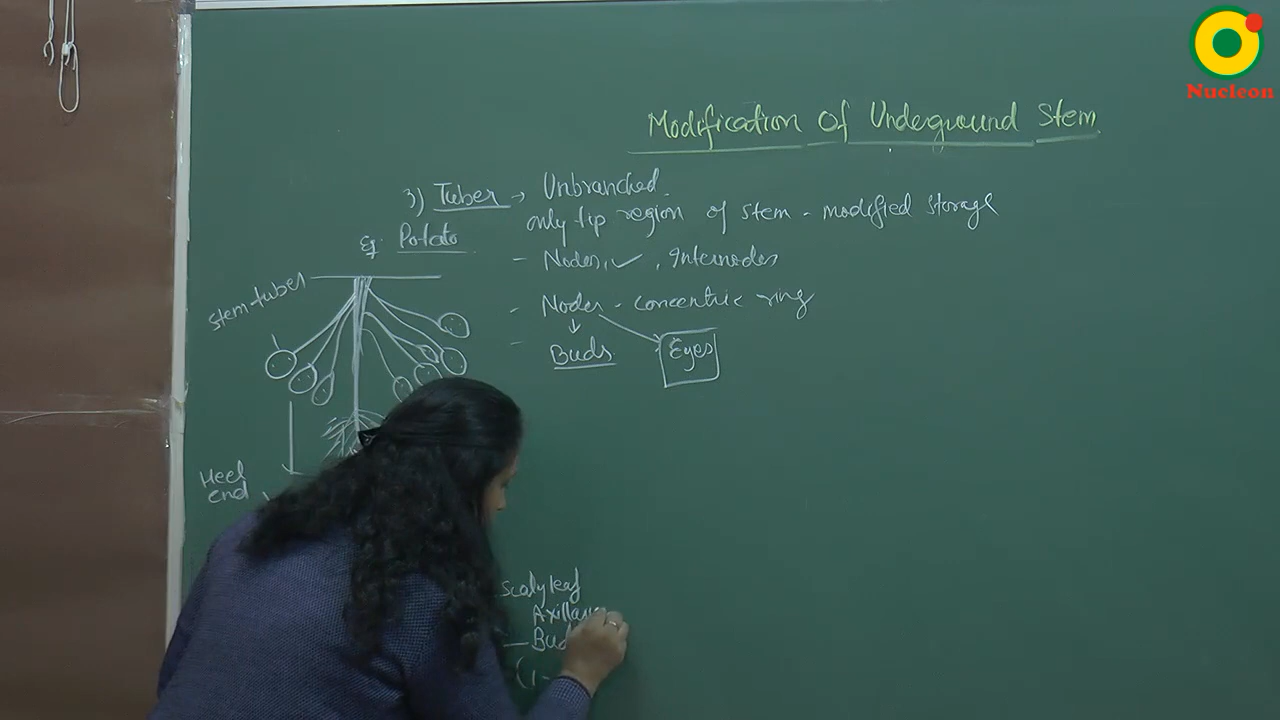 Nucleon
Modification Of Underground Stem
3) Tuber → Unbranched.
only tip region of stem - modified storage
Eg. Potato
- Nodes, ✓, Internodes
stem-tuber
- Nodes - concentric ring
↓
- Buds
Eyes
Heel
end
scaly leaf
Axillary
Bud
(1-